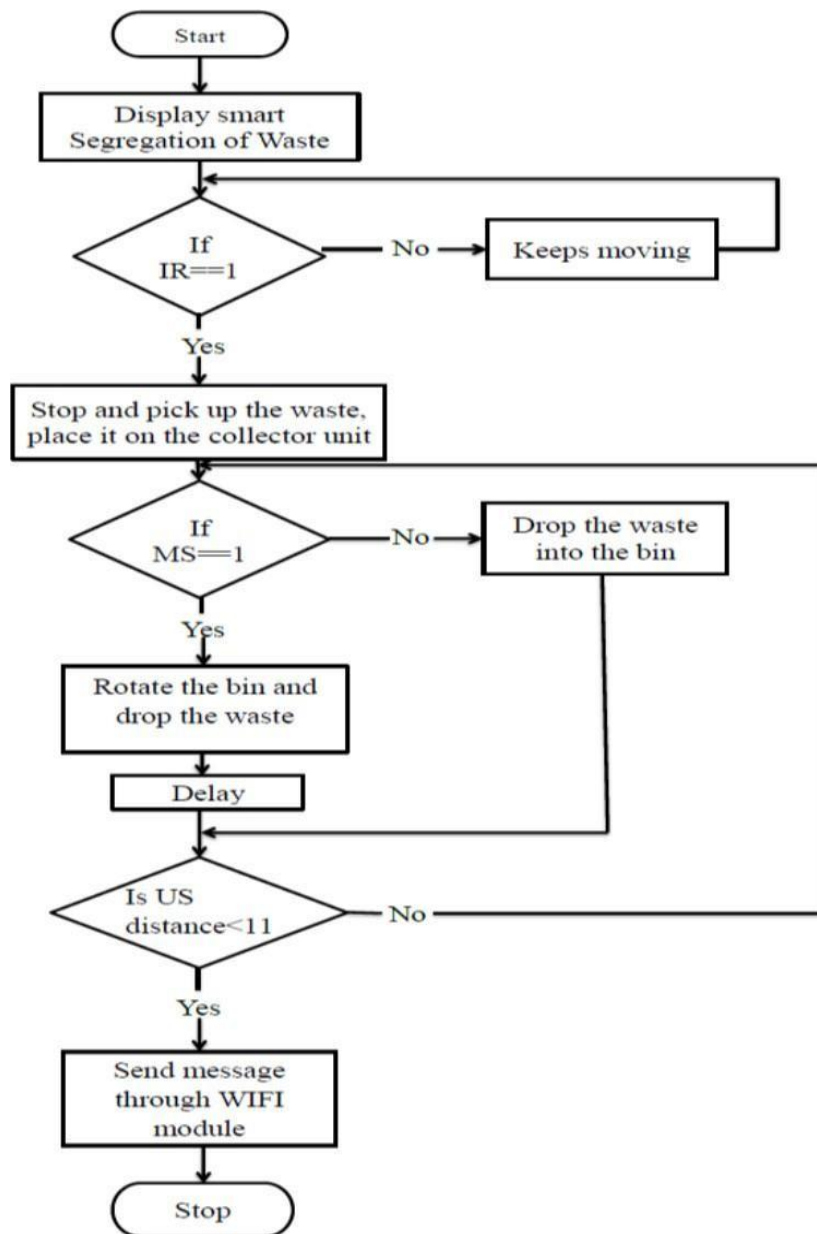 Start
Display smart
Segregation of Waste
If
IR==1
No
Keeps moving
Yes
Stop and pick up the waste,
place it on the collector unit
If
MS==1
No
Drop the waste
into the bin
Yes
Rotate the bin and
drop the waste
Delay
Is US
distance<11
No
Yes
Send message
through WIFI
module
Stop